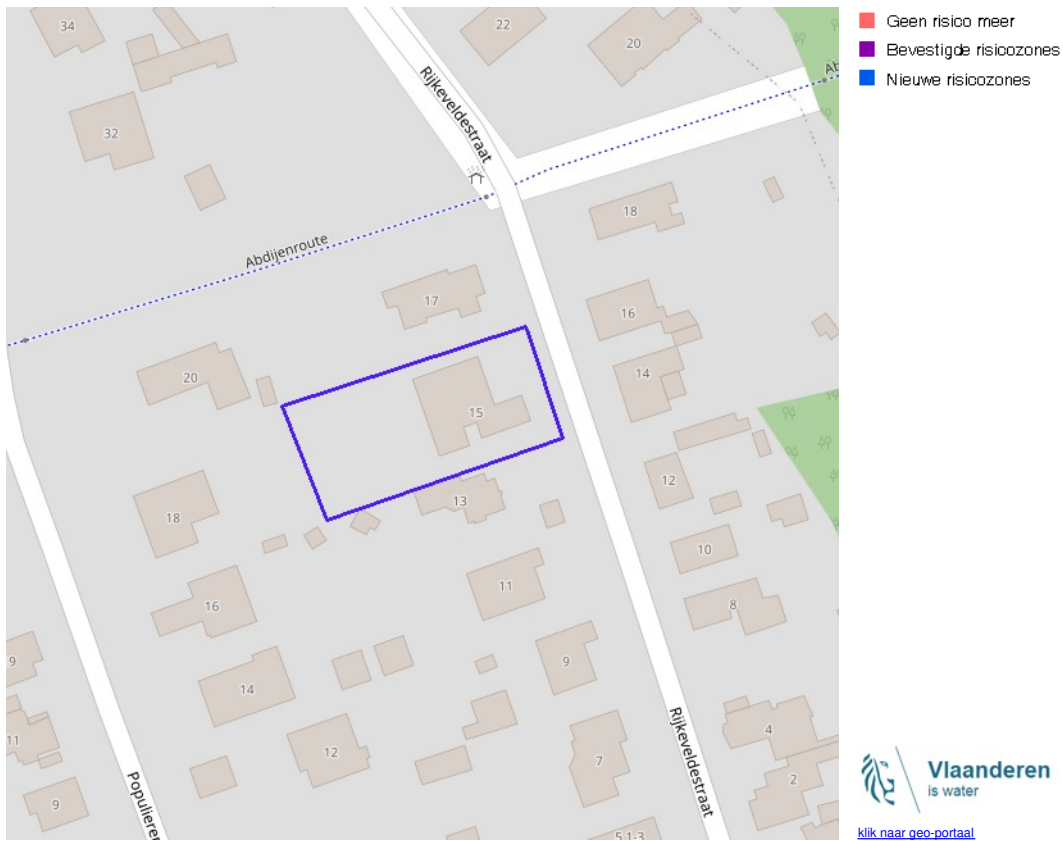 34
22
20
Geen risico meer
Bevestigde risicozones
Nieuwe risicozones
Rijkeveldestraat
Ab
32
18
Abdijenroute
17
16
20
14
15
12
13
18
10
11
16
8
9
9
14
Rijkeveldestraat
4
11
12
7
2
Populieren
9
5.1-3
Vlaanderen
is water
klik naar geo-portaal